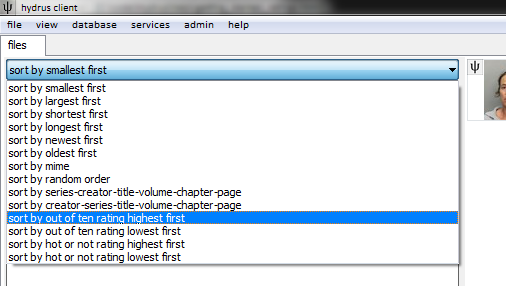 ψ hydrus client
file view database services admin help
files
sort by smallest first
sort by smallest first
sort by largest first
sort by shortest first
sort by longest first
sort by newest first
sort by oldest first
sort by mime
sort by random order
sort by series-creator-title-volume-chapter-page
sort by creator-series-title-volume-chapter-page
sort by out of ten rating highest first
sort by out of ten rating lowest first
sort by hot or not rating highest first
sort by hot or not rating lowest first
ψ